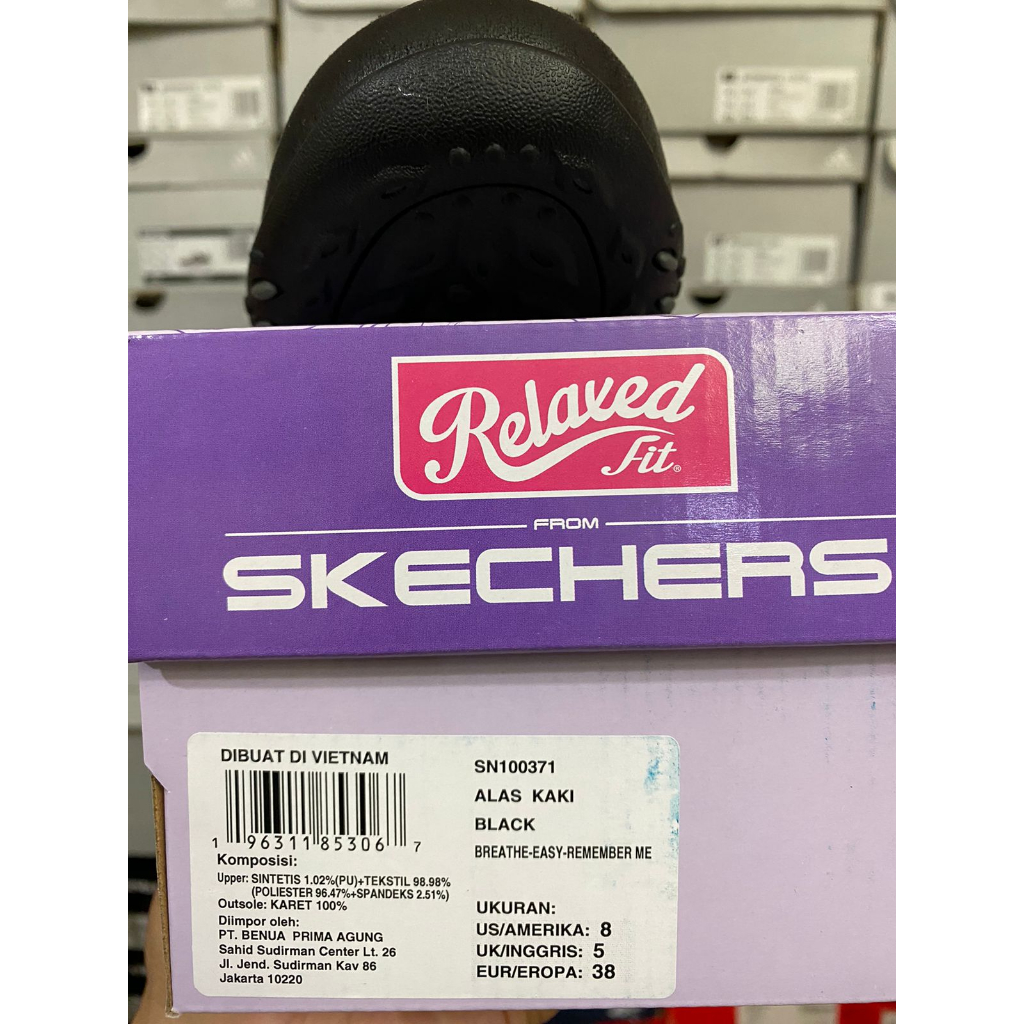 Relaxed
Fit®
FROM
SKECHERS
DIBUAT DI VIETNAM
1 96311 85306 7
Komposisi:
Upper: SINTETIS 1.02%(PU)+TEKSTIL 98.98%
(POLIESTER 96.47%+SPANDEKS 2.51%)
Outsole: KARET 100%
Diimpor oleh:
PT. BENUA PRIMA AGUNG
Sahid Sudirman Center Lt. 26
Jl. Jend. Sudirman Kav 86
Jakarta 10220
SN100371
ALAS KAKI
BLACK
BREATHE-EASY-REMEMBER ME
UKURAN:
US/AMERIKA: 8
UK/INGGRIS: 5
EUR/EROPA: 38